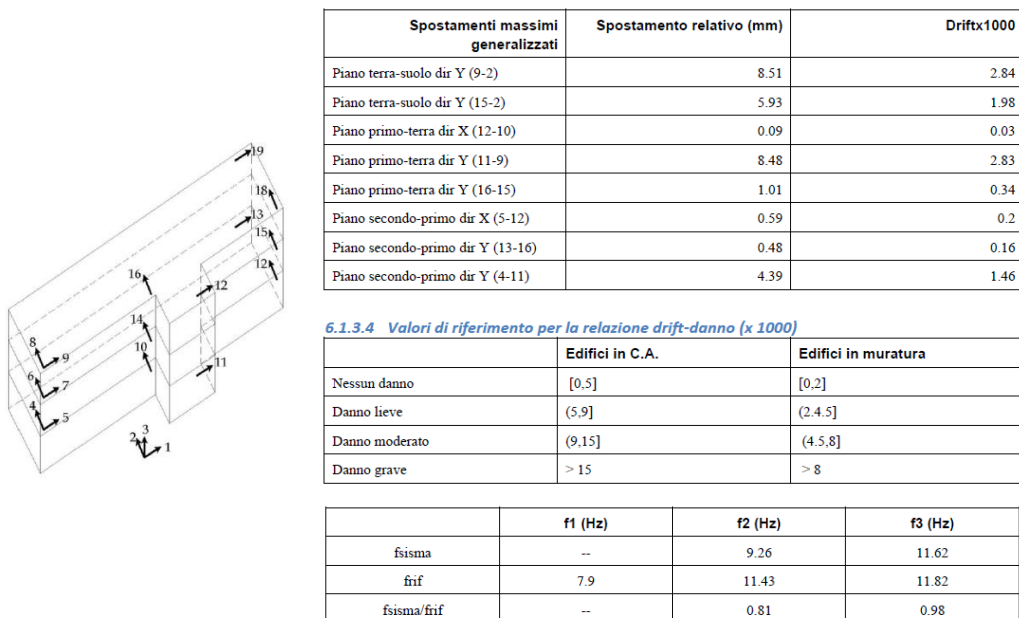 Spostamenti massimi generalizzati Spostamento relativo (mm) Driftx1000
Piano terra-suolo dir Y (9-2) 8.51 2.84
Piano terra-suolo dir Y (15-2) 5.93 1.98
Piano primo-terra dir X (12-10) 0.09 0.03
Piano primo-terra dir Y (11-9) 8.48 2.83
Piano primo-terra dir Y (16-15) 1.01 0.34
Piano secondo-primo dir X (5-12) 0.59 0.2
Piano secondo-primo dir Y (13-16) 0.48 0.16
Piano secondo-primo dir Y (4-11) 4.39 1.46
6.1.3.4 Valori di riferimento per la relazione drift-danno (x 1000)
Edifici in C.A. Edifici in muratura
Nessun danno [0,5] [0,2]
Danno lieve (5,9] (2.4.5]
Danno moderato (9,15] (4.5,8]
Danno grave > 15 > 8
f1 (Hz) f2 (Hz) f3 (Hz)
fsisma -- 9.26 11.62
frif 7.9 11.43 11.82
fsisma/frif -- 0.81 0.98
19
18
13
15
12
16
12
14
10
11
8
9
6
7
4
5
2
3
1